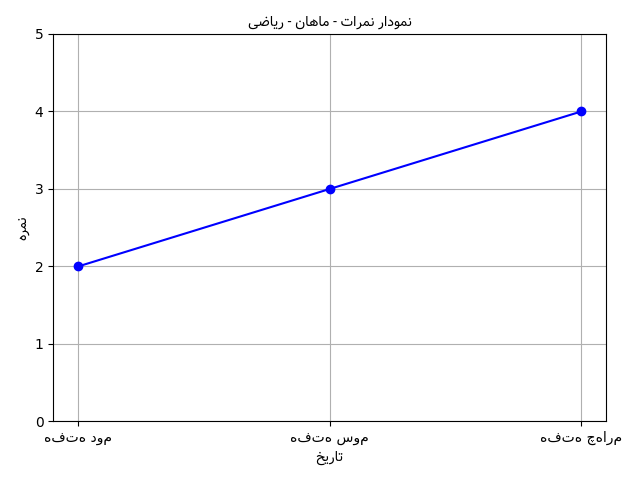 نمودار نمرات - ماهان - ریاضی
5
4
3
2
1
0
نمره
هفته دوم
هفته سوم
هفته چهارم
تاریخ